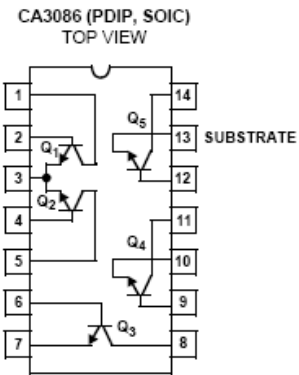 CA3086 (PDIP, SOIC)
TOP VIEW
1
14
Q5
2
13 SUBSTRATE
Q1
3
12
Q2
4
11
5
Q4
10
6
9
Q3
7
8